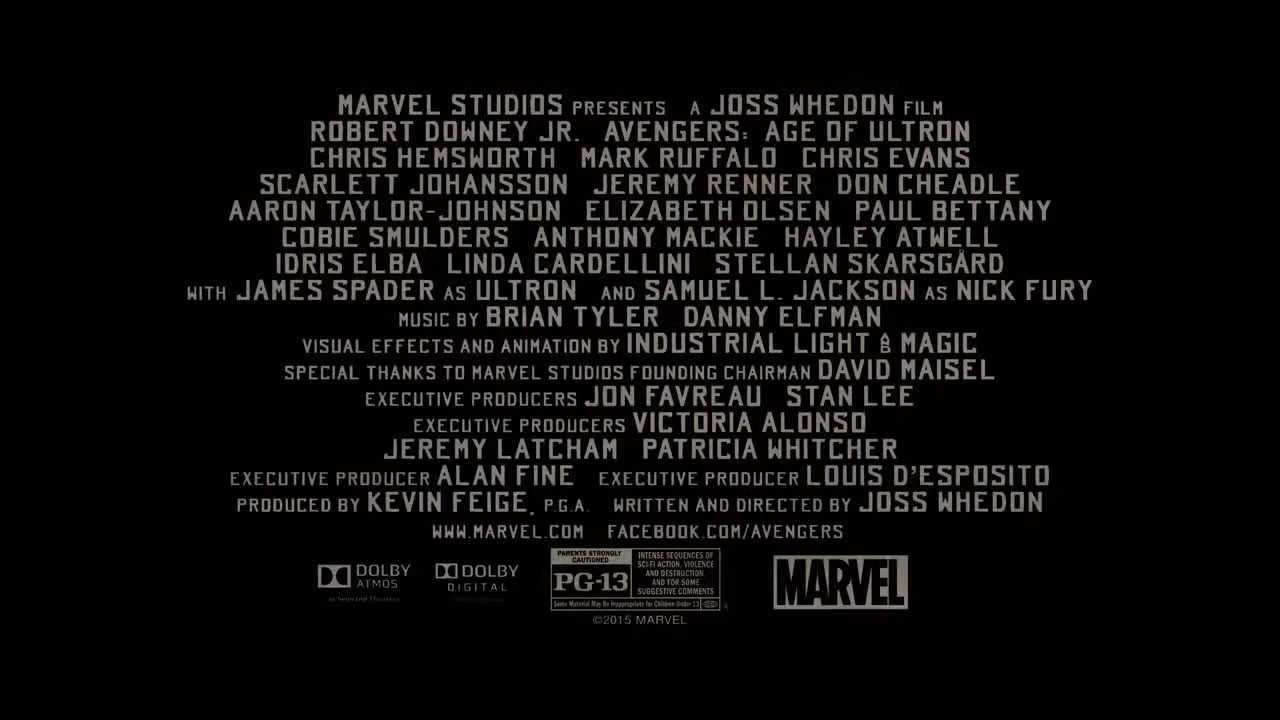 MARVEL STUDIOS PRESENTS A JOSS WHEDON FILM
ROBERT DOWNEY JR. AVENGERS: AGE OF ULTRON
CHRIS HEMSWORTH MARK RUFFALO CHRIS EVANS
SCARLETT JOHANSSON JEREMY RENNER DON CHEADLE
AARON TAYLOR-JOHNSON ELIZABETH OLSEN PAUL BETTANY
COBIE SMULDERS ANTHONY MACKIE HAYLEY ATWELL
IDRIS ELBA LINDA CARDELLINI STELLAN SKARSGÅRD
WITH JAMES SPADER AS ULTRON AND SAMUEL L. JACKSON AS NICK FURY
MUSIC BY BRIAN TYLER DANNY ELFMAN
VISUAL EFFECTS AND ANIMATION BY INDUSTRIAL LIGHT AND MAGIC
SPECIAL THANKS TO MARVEL STUDIOS FOUNDING CHAIRMAN DAVID MAISEL
EXECUTIVE PRODUCERS JON FAVREAU STAN LEE
EXECUTIVE PRODUCERS VICTORIA ALONSO
JEREMY LATCHAM PATRICIA WHITCHER
EXECUTIVE PRODUCER ALAN FINE EXECUTIVE PRODUCER LOUIS D'ESPOSITO
PRODUCED BY KEVIN FEIGE, P.G.A. WRITTEN AND DIRECTED BY JOSS WHEDON
WWW.MARVEL.COM FACEBOOK.COM/AVENGERS
DOLBY ATMOS
In Selected Theatres
DOLBY DIGITAL
PARENTS STRONGLY CAUTIONED
PG-13
INTENSE SEQUENCES OF
SCI-FI ACTION, VIOLENCE
AND DESTRUCTION,
AND FOR SOME
SUGGESTIVE COMMENTS
Some Material May Be Inappropriate for Children Under 13
MARVEL
©2015 MARVEL